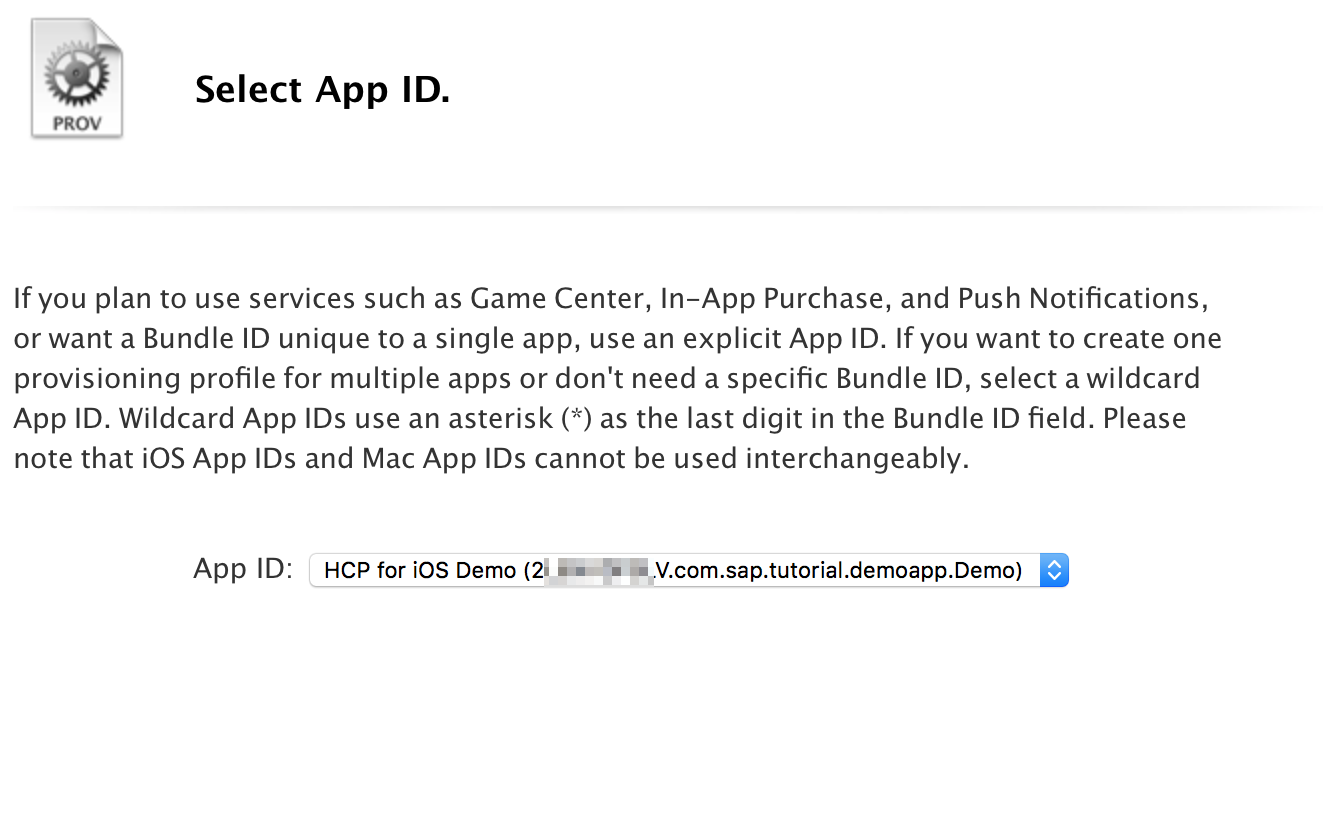 PROV
Select App ID.
If you plan to use services such as Game Center, In-App Purchase, and Push Notifications,
or want a Bundle ID unique to a single app, use an explicit App ID. If you want to create one
provisioning profile for multiple apps or don't need a specific Bundle ID, select a wildcard
App ID. Wildcard App IDs use an asterisk (*) as the last digit in the Bundle ID field. Please
note that iOS App IDs and Mac App IDs cannot be used interchangeably.
App ID: HCP for iOS Demo (2 V.com.sap.tutorial.demoapp.Demo)